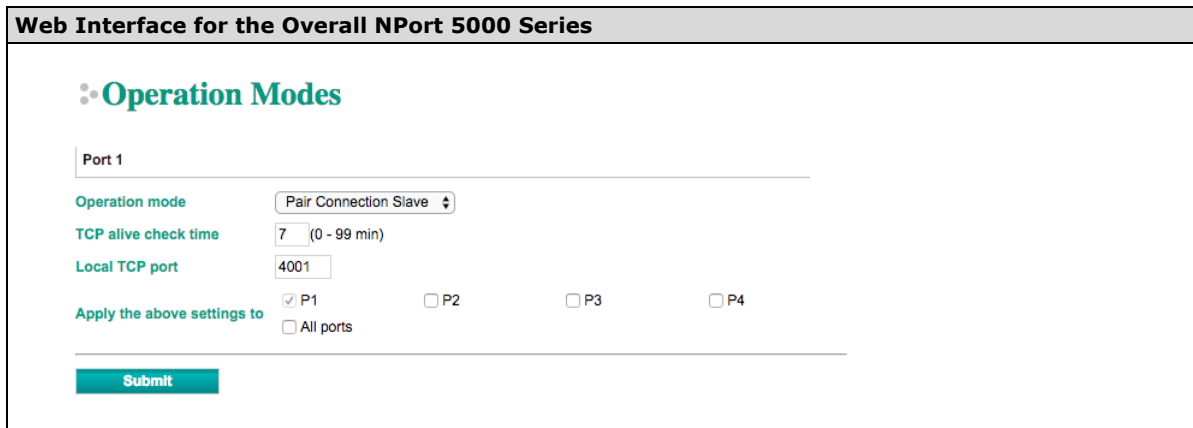 Web Interface for the Overall NPort 5000 Series
Operation Modes
Port 1
Operation mode Pair Connection Slave
TCP alive check time 7 (0 - 99 min)
Local TCP port 4001
Apply the above settings to
P1 P2 P3 P4
All ports
Submit